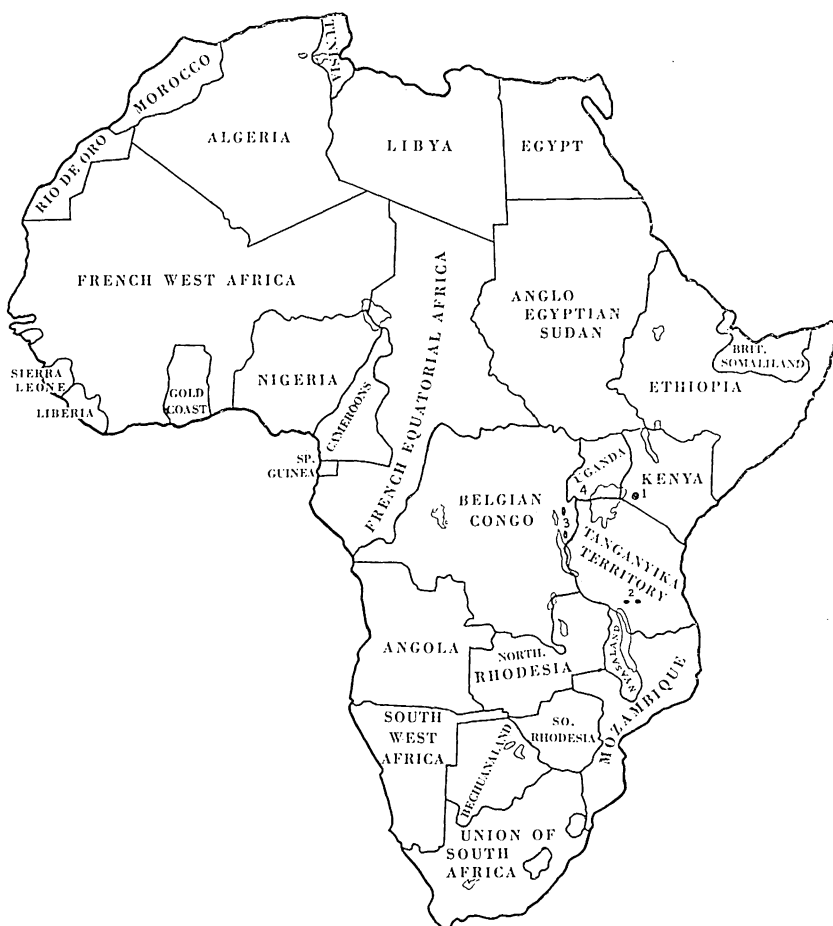 TUNISIA
MOROCCO
ALGERIA
LIBYA
EGYPT
RIO DE ORO
FRENCH WEST AFRICA
FRENCH EQUATORIAL AFRICA
ANGLO
EGYPTIAN
SUDAN
BRIT.
SOMALILAND
ETHIOPIA
SIERRA
LEONE
LIBERIA
GOLD
COAST
NIGERIA
CAMEROONS
SP.
GUINEA
UGANDA
4
KENYA
1
BELGIAN
CONGO
3
TANGANYIKA
TERRITORY
2
ANGOLA
NORTH.
RHODESIA
NYASALAND
MOZAMBIQUE
SOUTH
WEST
AFRICA
SO.
RHODESIA
BECHUANALAND
UNION OF
SOUTH
AFRICA